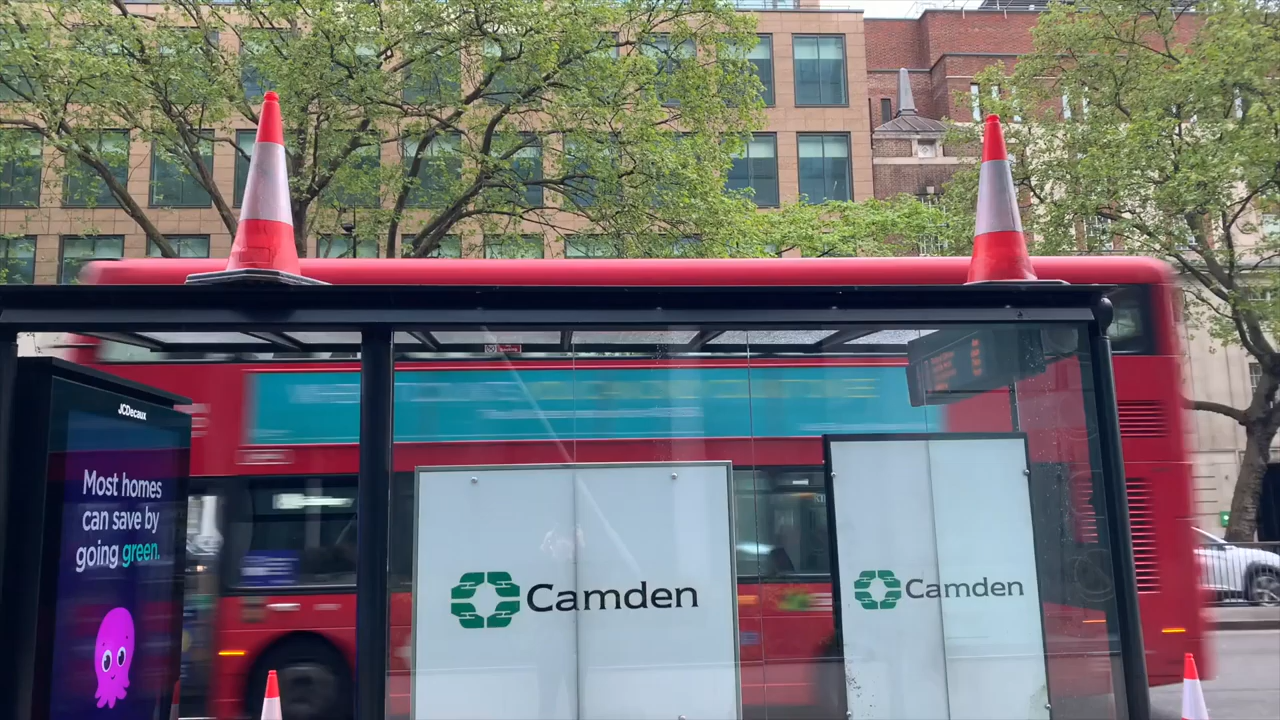 JCDecaux
Most homes
can save by
going green.
Camden
Camden